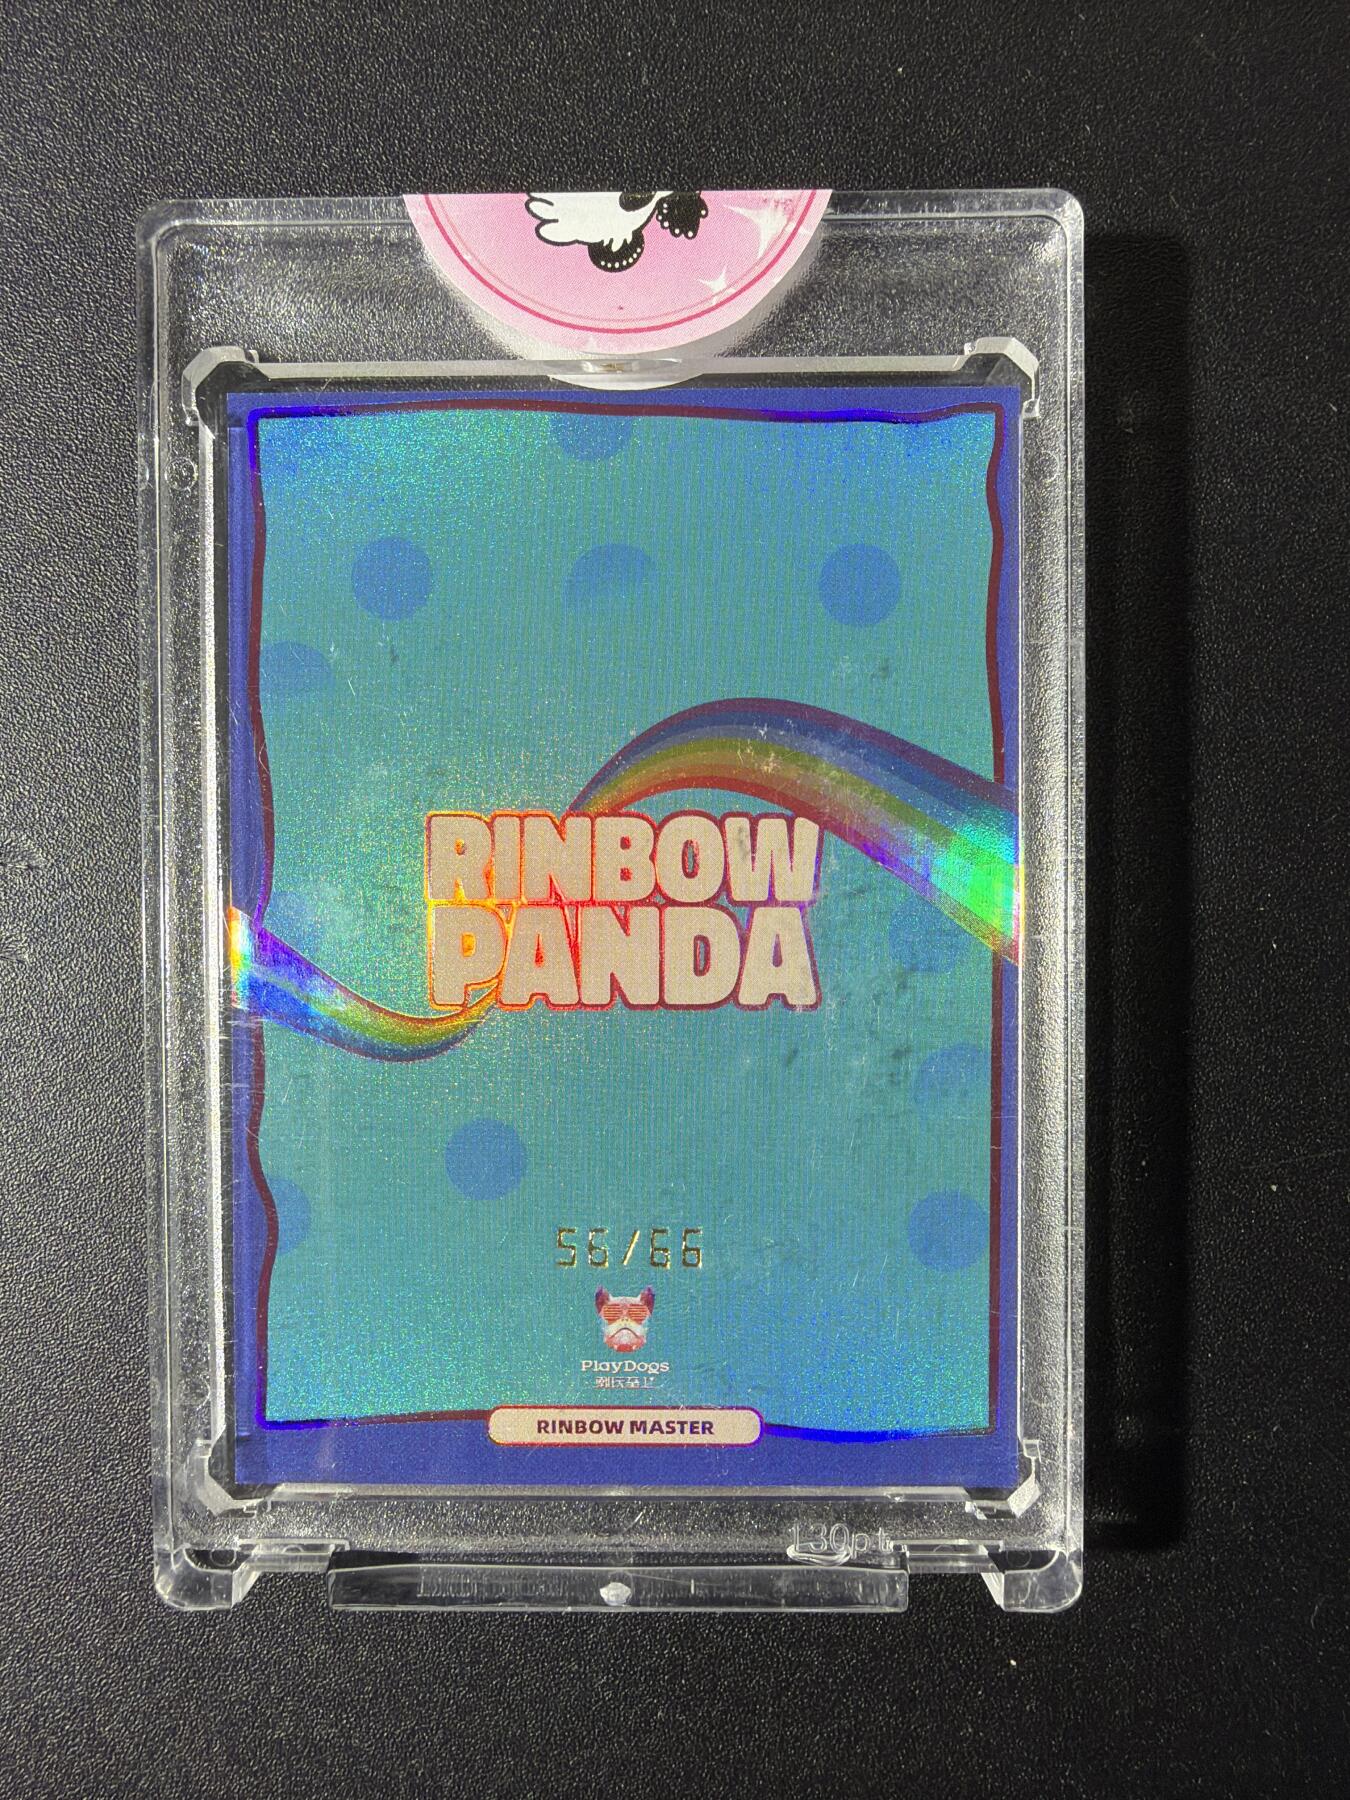 RINBOW
PANDA
56/66
PlayDogs
RINBOW MASTER
130pt